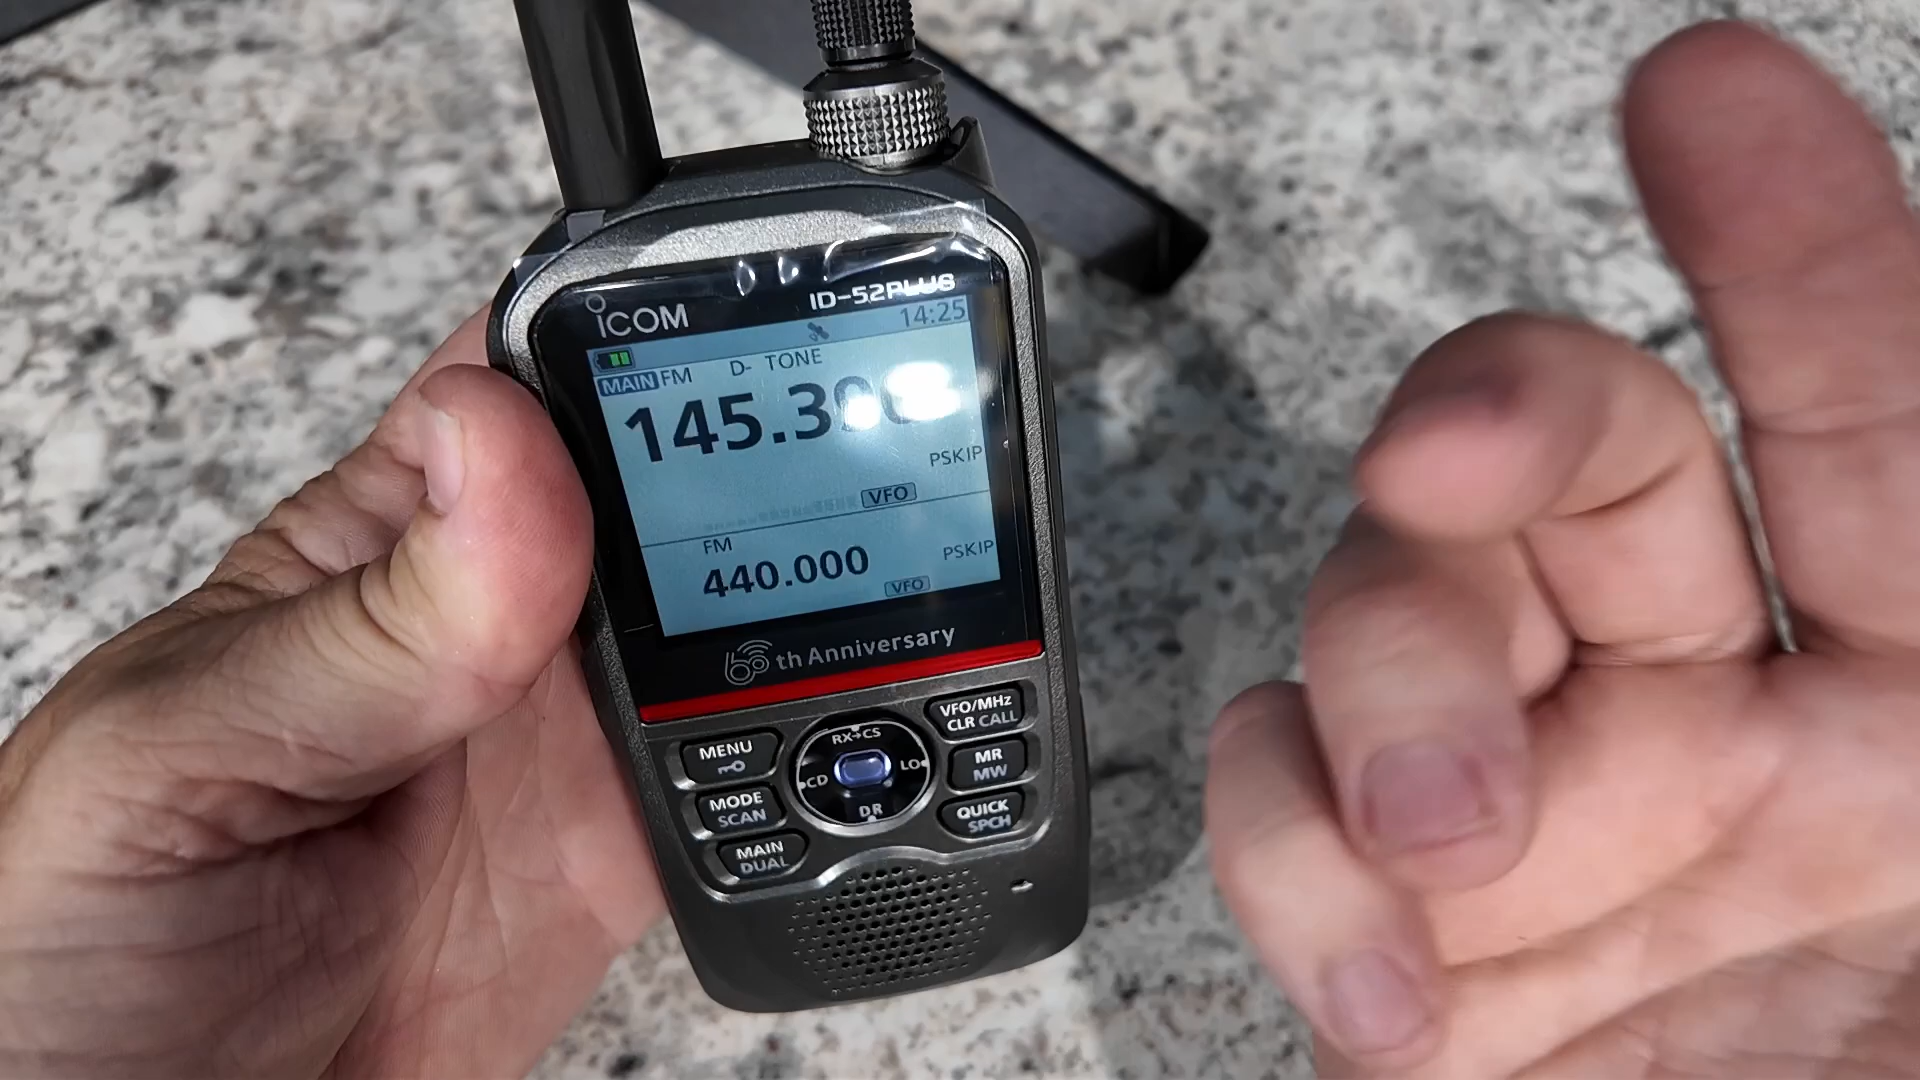 ICOM
ID-52PLUS
14:25
MAIN FM D- TONE
145.3
PSKIP
VFO
FM
440.000
PSKIP
VFO
60th Anniversary
MENU
MODE
SCAN
MAIN
DUAL
RX→CS
CD
LO
DR
VFO/MHz
CLR CALL
MR
MW
QUICK
SPCH